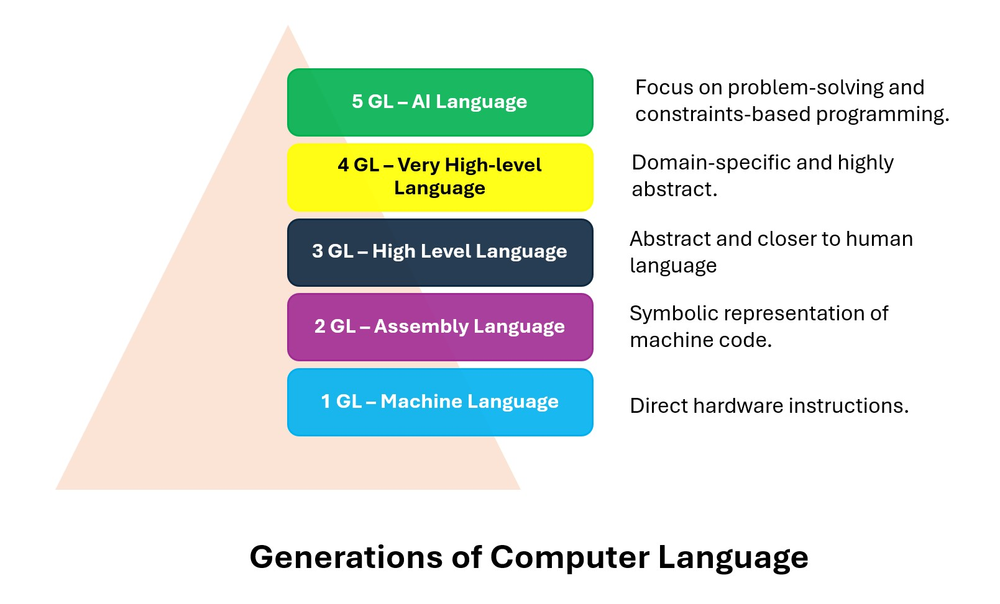 5 GL – AI Language
Focus on problem-solving and
constraints-based programming.
4 GL – Very High-level
Language
Domain-specific and highly
abstract.
3 GL – High Level Language
Abstract and closer to human
language
2 GL – Assembly Language
Symbolic representation of
machine code.
1 GL – Machine Language
Direct hardware instructions.
Generations of Computer Language